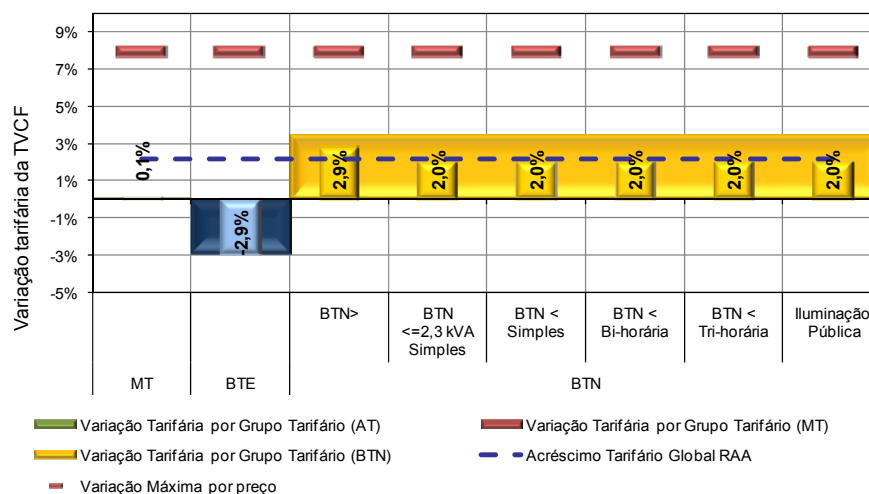 Variação tarifária da TVCF
9%
7%
5%
3%
1%
-1%
-3%
-5%
0,1%
-2,9%
2,9%
2,0%
2,0%
2,0%
2,0%
2,0%
BTN>
BTN
<=2,3 kVA
Simples
BTN <
Simples
BTN <
Bi-horária
BTN <
Tri-horária
Iluminação
Pública
MT
BTE
BTN
Variação Tarifária por Grupo Tarifário (AT)
Variação Tarifária por Grupo Tarifário (MT)
Variação Tarifária por Grupo Tarifário (BTN)
Acréscimo Tarifário Global RAA
Variação Máxima por preço